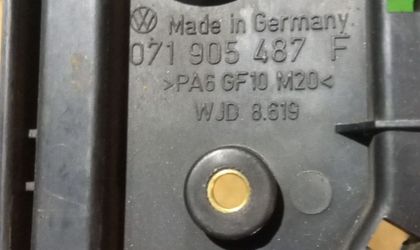 Made in Germany
071 905 487 F
>PA6 GF10 M20<
WJD 8.619